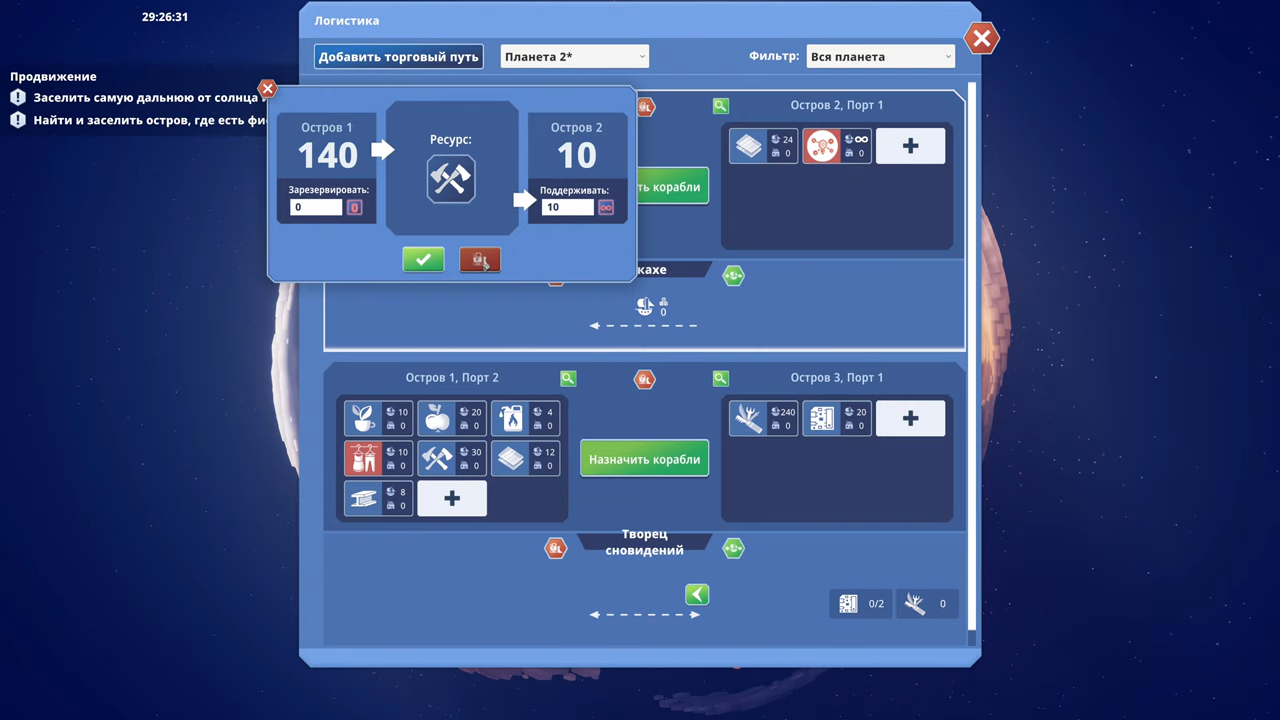 29:26:31
Логистика
Добавить торговый путь
Планета 2*
Фильтр:
Вся планета
Продвижение
Заселить самую дальнюю от солнца
Найти и заселить остров, где есть
Остров 1
140
Зарезервировать:
0
Ресурс:
Остров 2
10
Поддерживать:
10
Остров 2, Порт 1
24
0
∞
0
корабли
0
Остров 1, Порт 2
10
0
20
0
4
0
10
0
30
0
12
0
8
0
Назначить корабли
Остров 3, Порт 1
240
0
20
0
Творец
сновидений
0/2
0